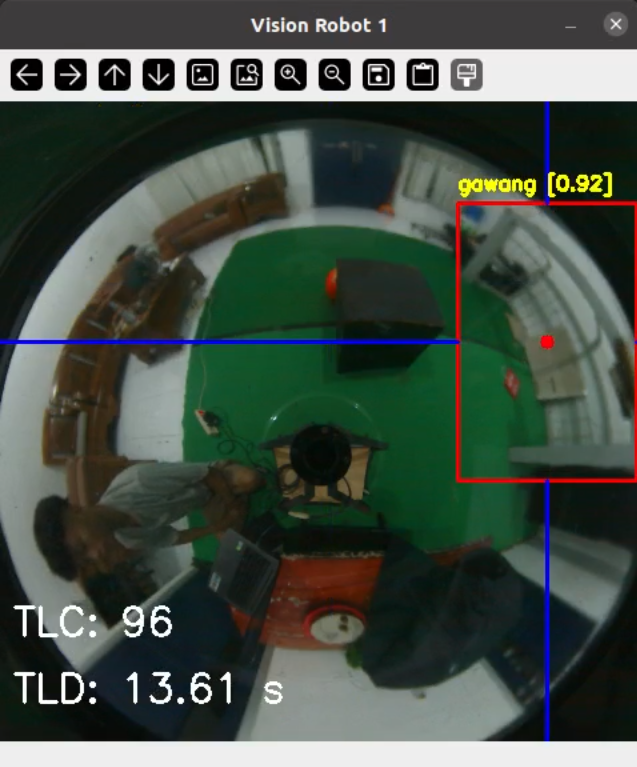 Vision Robot 1
gawang [0.92]
TLC: 96
TLD: 13.61 s